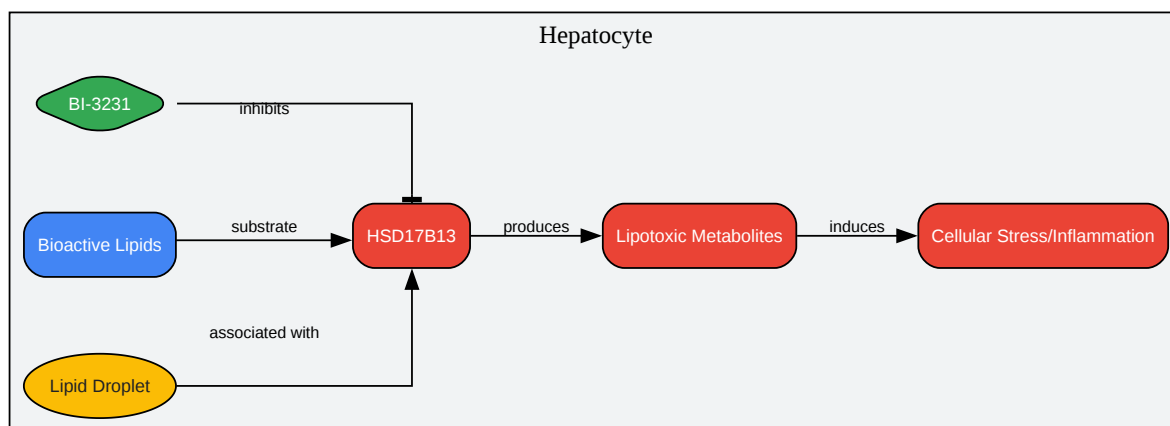 Hepatocyte
BI-3231
inhibits
Bioactive Lipids
substrate
HSD17B13
produces
Lipotoxic Metabolites
induces
Cellular Stress/Inflammation
associated with
Lipid Droplet